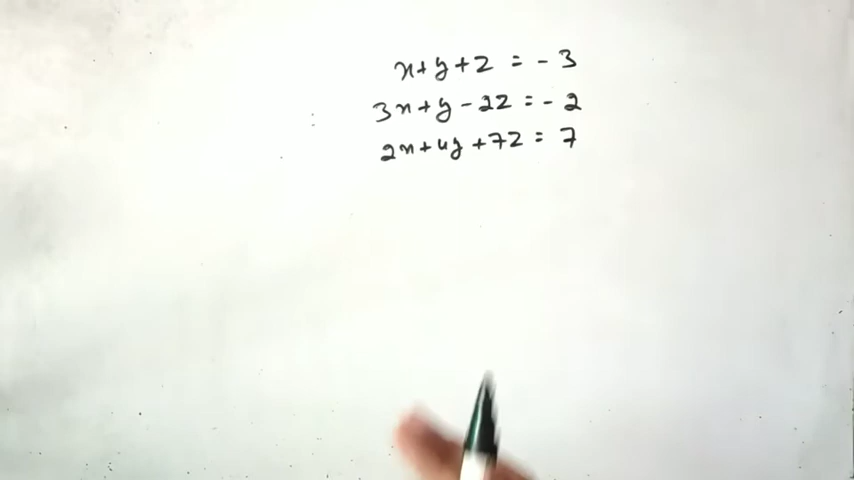 x+y+z = -3
3x+y-2z = -2
2x+4y+7z = 7